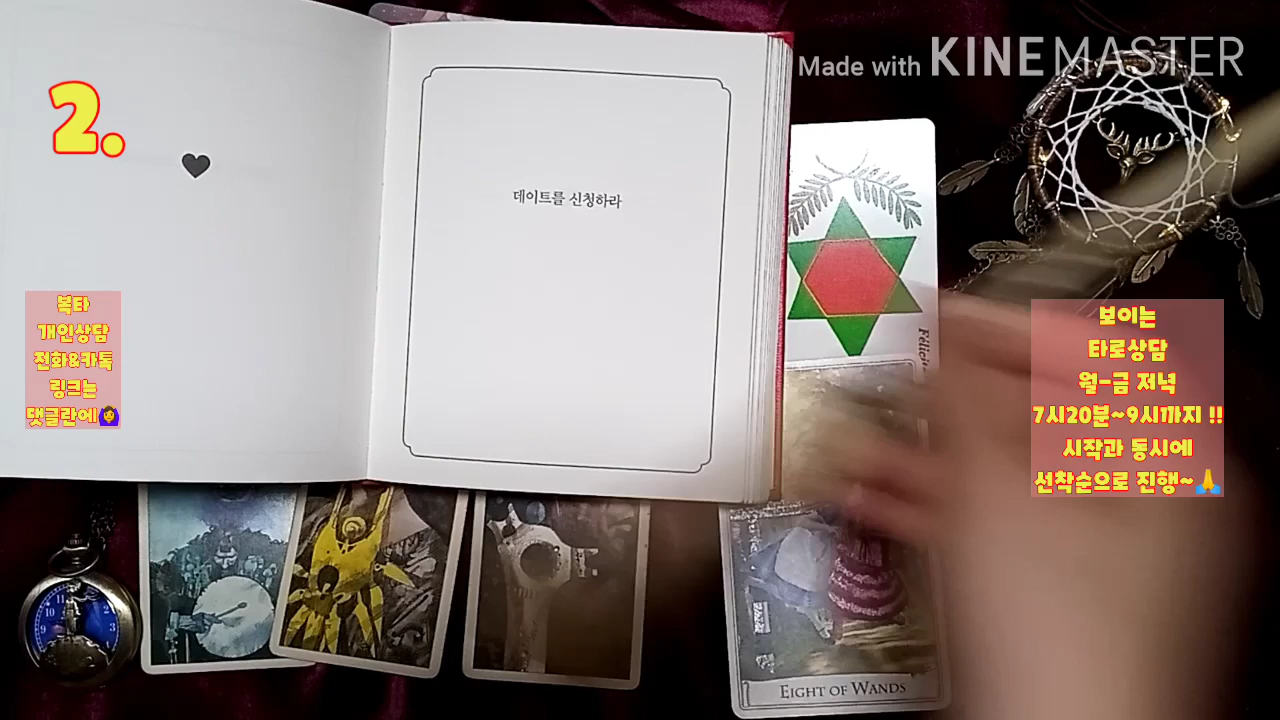 Made with KINEMASTER
2.
데이트를 신청하라
복타
개인상담
전화&카톡
링크는
댓글란에🙆‍♀️
보이는
타로상담
월-금 저녁
7시20분~9시까지 !!
시작과 동시에
선착순으로 진행~🙏
EIGHT OF WANDS